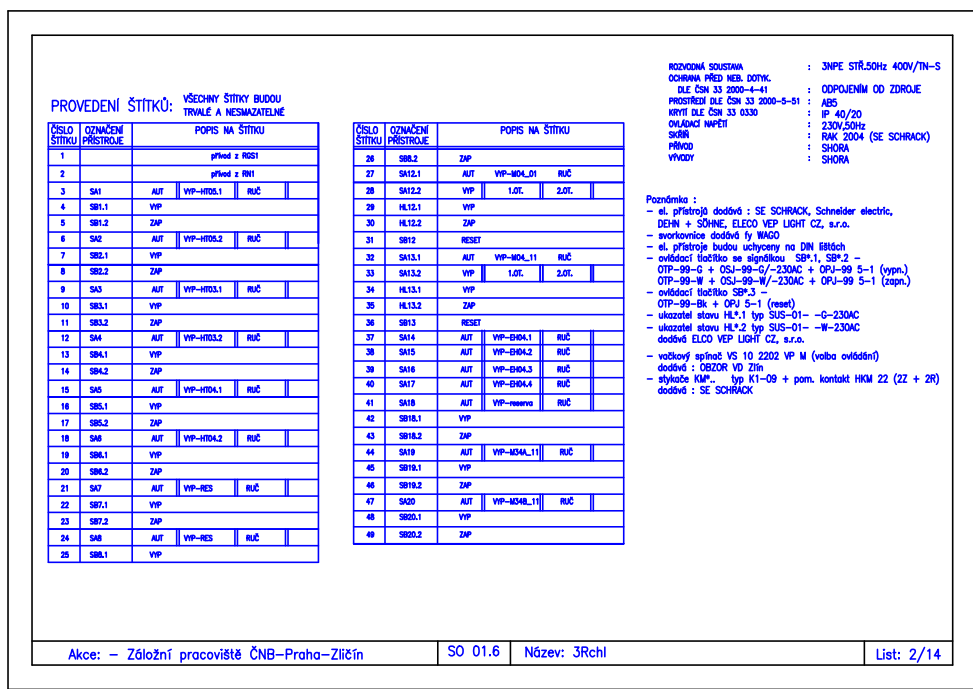 PROVEDENÍ ŠTÍTKŮ: VŠECHNY ŠTÍTKY BUDOU
TRVALÉ A NESMAZATELNÉ
ČÍSLO ŠTÍTKU OZNAČENÍ PŘÍSTROJE POPIS NA ŠTÍTKU
1 přívod z RGS1
2 přívod z RN1
3 SA1 AUT VYP-HT05.1 RUČ
4 SB1.1 VYP
5 SB1.2 ZAP
6 SA2 AUT VYP-HT05.2 RUČ
7 SB2.1 VYP
8 SB2.2 ZAP
9 SA3 AUT VYP-HT03.1 RUČ
10 SB3.1 VYP
11 SB3.2 ZAP
12 SA4 AUT VYP-HT03.2 RUČ
13 SB4.1 VYP
14 SB4.2 ZAP
15 SA5 AUT VYP-HT04.1 RUČ
16 SB5.1 VYP
17 SB5.2 ZAP
18 SA6 AUT VYP-HT04.2 RUČ
19 SB6.1 VYP
20 SB6.2 ZAP
21 SA7 AUT VYP-RES RUČ
22 SB7.1 VYP
23 SB7.2 ZAP
24 SA8 AUT VYP-RES RUČ
25 SB8.1 VYP
ČÍSLO ŠTÍTKU OZNAČENÍ PŘÍSTROJE POPIS NA ŠTÍTKU
26 SB8.2 ZAP
27 SA12.1 AUT VYP-M04_01 RUČ
28 SA12.2 VYP 1.OT. 2.OT.
29 HL12.1 VYP
30 HL12.2 ZAP
31 SB12 RESET
32 SA13.1 AUT VYP-M04_11 RUČ
33 SA13.2 VYP 1.OT. 2.OT.
34 HL13.1 VYP
35 HL13.2 ZAP
36 SB13 RESET
37 SA14 AUT VYP-EH04.1 RUČ
38 SA15 AUT VYP-EH04.2 RUČ
39 SA16 AUT VYP-EH04.3 RUČ
40 SA17 AUT VYP-EH04.4 RUČ
41 SA18 AUT VYP-reserva RUČ
42 SB18.1 VYP
43 SB18.2 ZAP
44 SA19 AUT VYP-M34A_11 RUČ
45 SB19.1 VYP
46 SB19.2 ZAP
47 SA20 AUT VYP-M34B_11 RUČ
48 SB20.1 VYP
49 SB20.2 ZAP
ROZVODNÁ SOUSTAVA : 3NPE STŘ.50Hz 400V/TN-S
OCHRANA PŘED NEB. DOTYK.
DLE ČSN 33 2000-4-41 : ODPOJENÍM OD ZDROJE
PROSTŘEDÍ DLE ČSN 33 2000-5-51 : AB5
KRYTÍ DLE ČSN 33 0330 : IP 40/20
OVLÁDACÍ NAPĚTÍ : 230V,50Hz
SKŘÍŇ : RAK 2004 (SE SCHRACK)
PŘÍVOD : SHORA
VÝVODY : SHORA
Poznámka :
- el. přístrojů dodává : SE SCHRACK, Schneider electric,
DEHN + SÖHNE, ELECO VEP LIGHT CZ, s.r.o.
- svorkovnice dodává fy WAGO
- el. přístroje budou uchyceny na DIN lištách
- ovládací tlačítko se signálkou SB*.1, SB*.2 -
OTP-99-G + OSJ-99-G/-230AC + OPJ-99 5-1 (vypn.)
OTP-99-W + OSJ-99-W/-230AC + OPJ-99 5-1 (zapn.)
- ovládací tlačítko SB*.3 -
OTP-99-Bk + OPJ 5-1 (reset)
- ukazatel stavu HL*.1 typ SUS-01- -G-230AC
- ukazatel stavu HL*.2 typ SUS-01- -W-230AC
dodává ELCO VEP LIGHT CZ, s.r.o.
- vačkový spínač VS 10 2202 VP M (volba ovládání)
dodává : OBZOR VD Zlín
- stykače KM*.. typ K1-09 + pom. kontakt HKM 22 (2Z + 2R)
dodává : SE SCHRACK
Akce: - Záložní pracoviště ČNB-Praha-Zličín SO 01.6 Název: 3Rchl List: 2/14